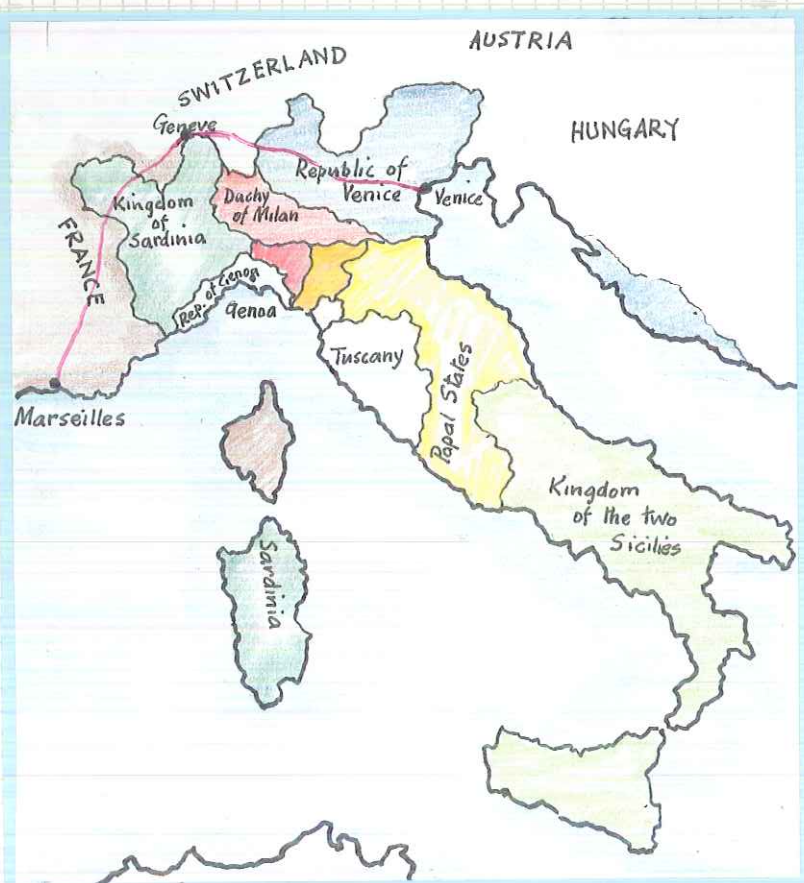 AUSTRIA
SWITZERLAND
Geneve
HUNGARY
Republic of
Venice
Venice
Kingdom
of
Sardinia
Dachy
of Milan
FRANCE
Rep. of Genoa
Genoa
Tuscany
Papal States
Marseilles
Kingdom
of the two
Sicilies
Sardinia